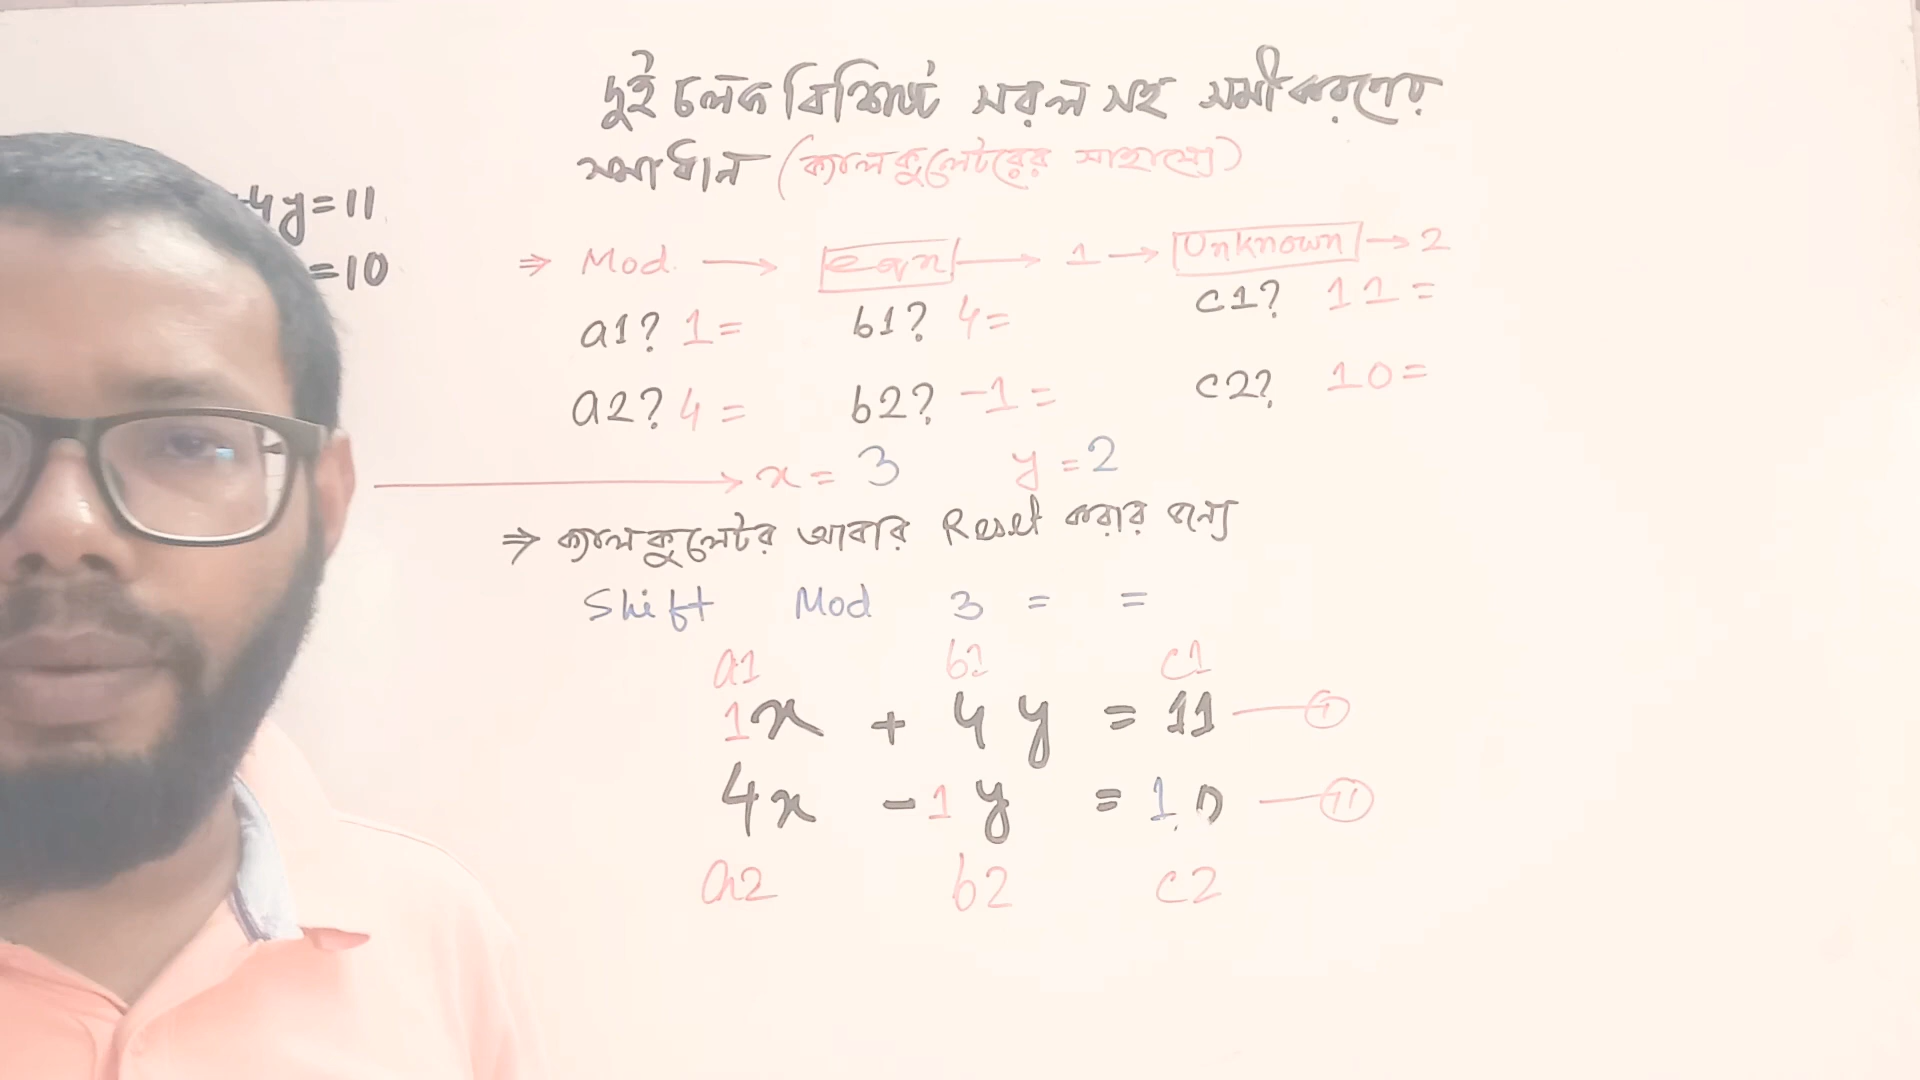 দুই চলক বিশিষ্ট সরল সহ সমীকরণের
সমাধান (ক্যালকুলেটরের সাহায্যে)
4y=11
=10
⇒ Mod → eqn → 1 → Unknown → 2
a1? 1= b1? 4= c1? 11=
a2? 4= b2? -1= c2? 10=
→ x = 3 y = 2
⇒ ক্যালকুলেটর আবার Reset করার জন্য
Shift Mod 3 = =
a1 b1 c1
1x + 4y = 11 — (i)
4x - 1y = 10 — (ii)
a2 b2 c2